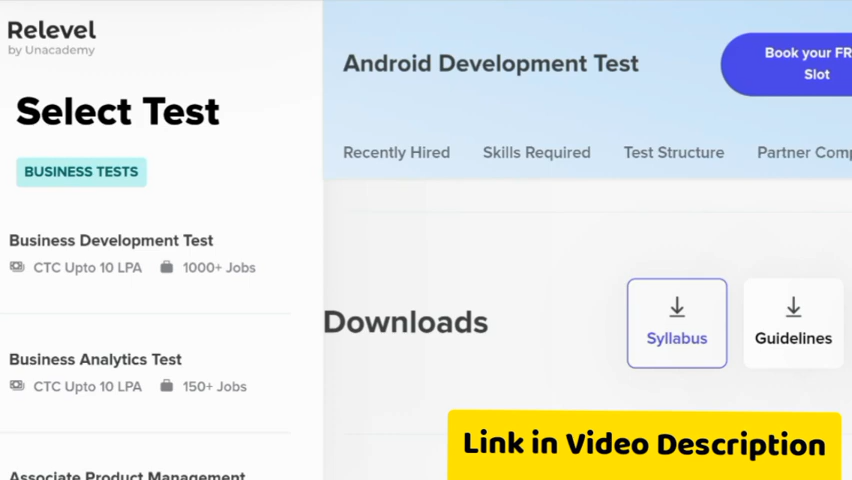 Relevel
by Unacademy
Select Test
BUSINESS TESTS
Business Development Test
CTC Upto 10 LPA 1000+ Jobs
Business Analytics Test
CTC Upto 10 LPA 150+ Jobs
Associate Product Management
Android Development Test
Book your FR
Slot
Recently Hired Skills Required Test Structure Partner Comp
Downloads
Syllabus
Guidelines
Link in Video Description